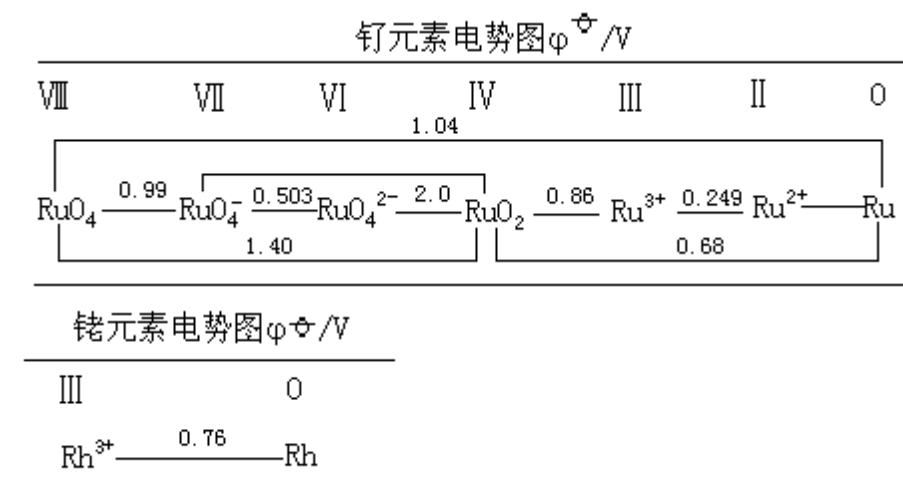 钌元素电势图φ⦵/V
Ⅷ Ⅶ Ⅵ Ⅳ Ⅲ Ⅱ 0
1.04
RuO₄ 0.99 RuO₄⁻ 0.503 RuO₄²⁻ 2.0 RuO₂ 0.86 Ru³⁺ 0.249 Ru²⁺ Ru
1.40 0.68
铑元素电势图φ⦵/V
Ⅲ 0
Rh³⁺ 0.76 Rh